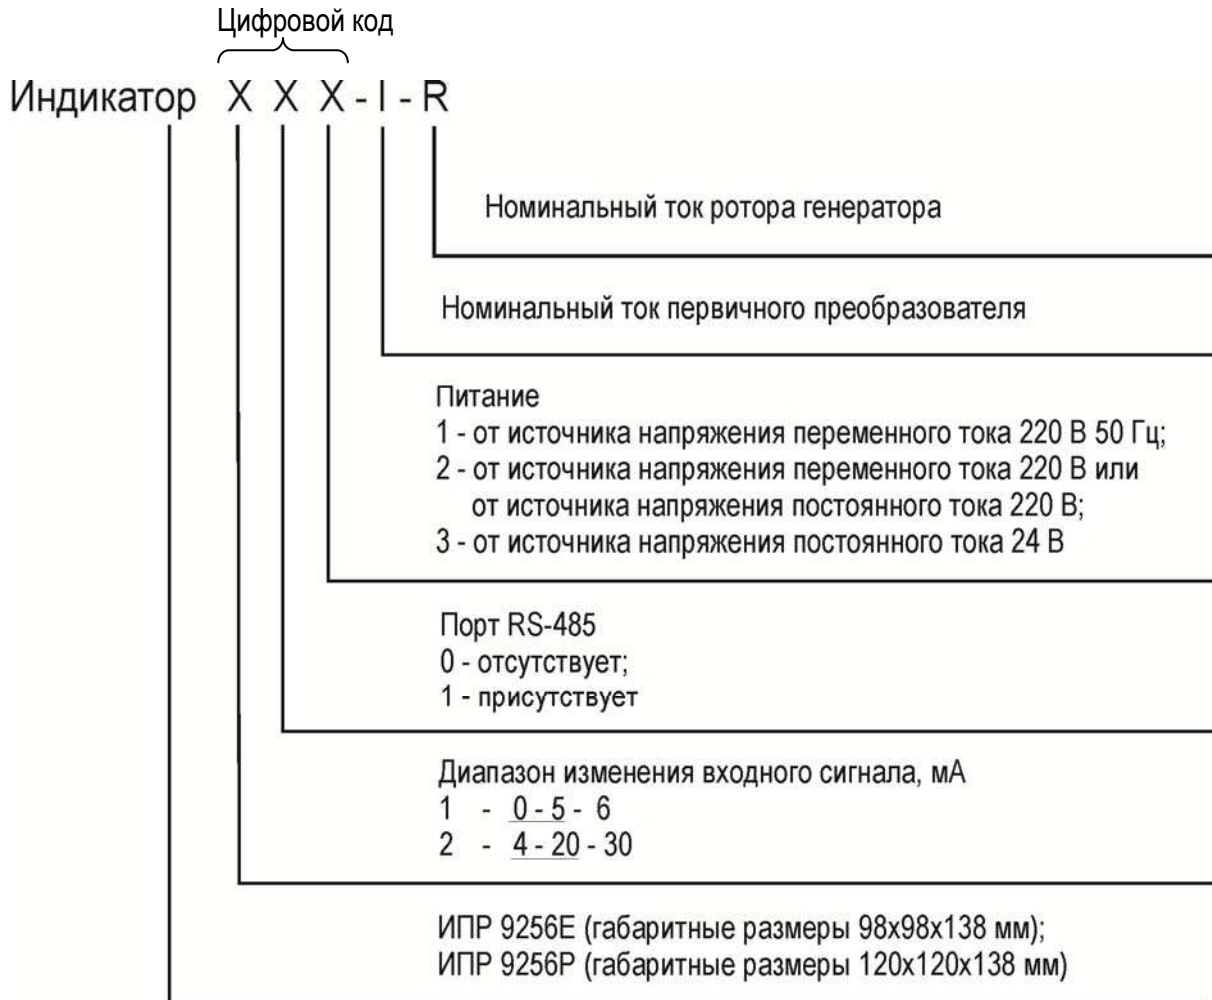 Цифровой код
Индикатор X X X - I - R
Номинальный ток ротора генератора
Номинальный ток первичного преобразователя
Питание
1 - от источника напряжения переменного тока 220 В 50 Гц;
2 - от источника напряжения переменного тока 220 В или
от источника напряжения постоянного тока 220 В;
3 - от источника напряжения постоянного тока 24 В
Порт RS-485
0 - отсутствует;
1 - присутствует
Диапазон изменения входного сигнала, мА
1 - 0 - 5 - 6
2 - 4 - 20 - 30
ИПР 9256Е (габаритные размеры 98х98х138 мм);
ИПР 9256Р (габаритные размеры 120х120х138 мм)